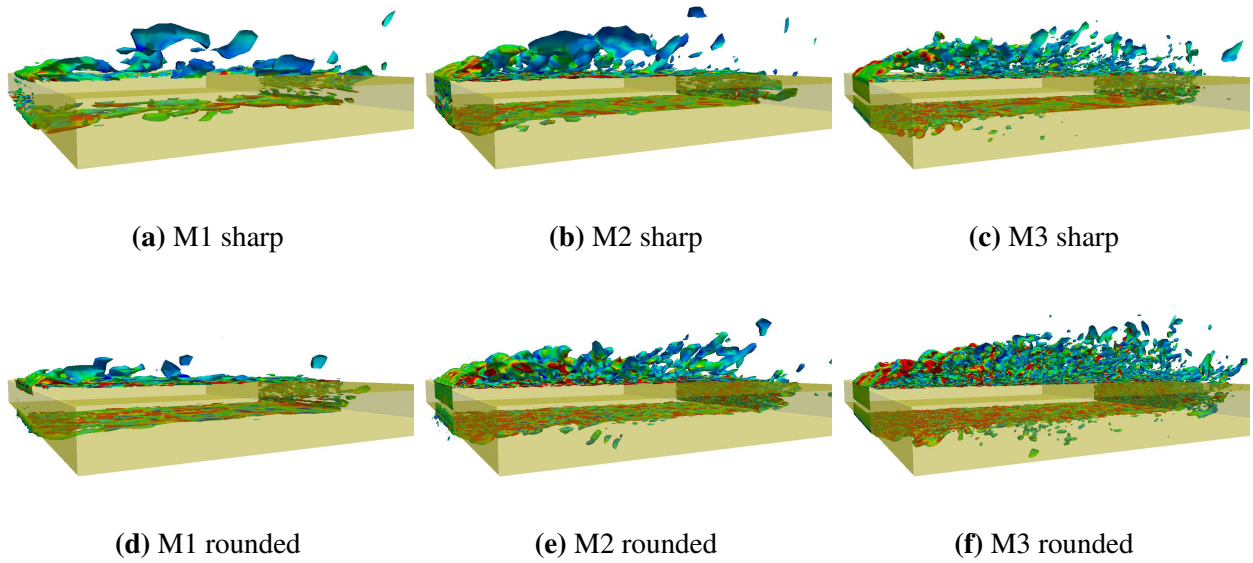 (a) M1 sharp
(b) M2 sharp
(c) M3 sharp
(d) M1 rounded
(e) M2 rounded
(f) M3 rounded